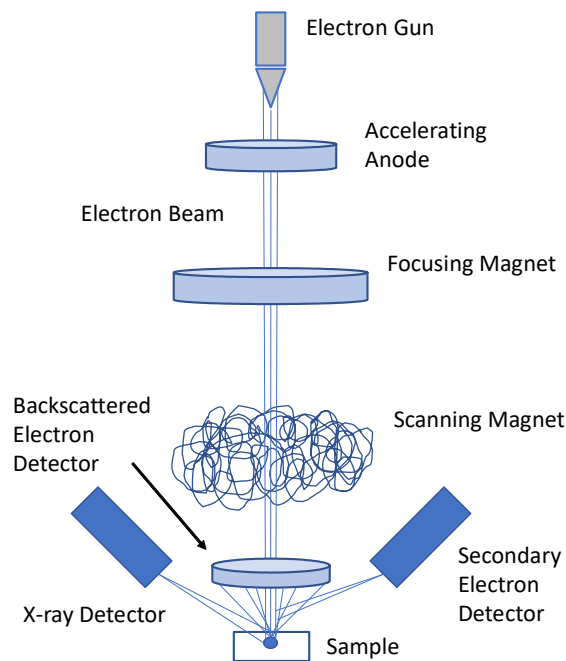 Electron Gun
Accelerating
Anode
Electron Beam
Focusing Magnet
Backscattered
Electron
Detector
Scanning Magnet
X-ray Detector
Secondary
Electron
Detector
Sample